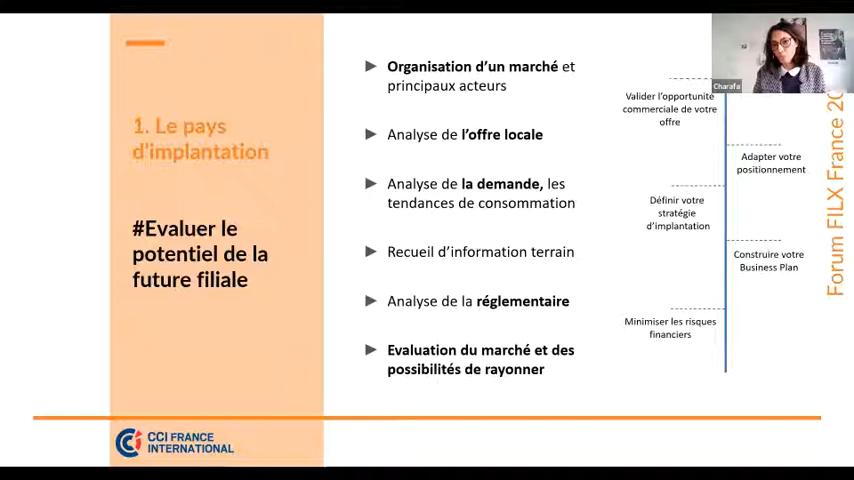 1. Le pays
d'implantation
#Evaluer le
potentiel de la
future filiale
Organisation d'un marché et
principaux acteurs
Analyse de l'offre locale
Analyse de la demande, les
tendances de consommation
Recueil d'information terrain
Analyse de la réglementaire
Evaluation du marché et des
possibilités de rayonner
Charafa
Valider l'opportunité
commerciale de votre
offre
Adapter votre
positionnement
Définir votre
stratégie
d'implantation
Construire votre
Business Plan
Minimiser les risques
financiers
Forum FILX France 20
CCI FRANCE
INTERNATIONAL